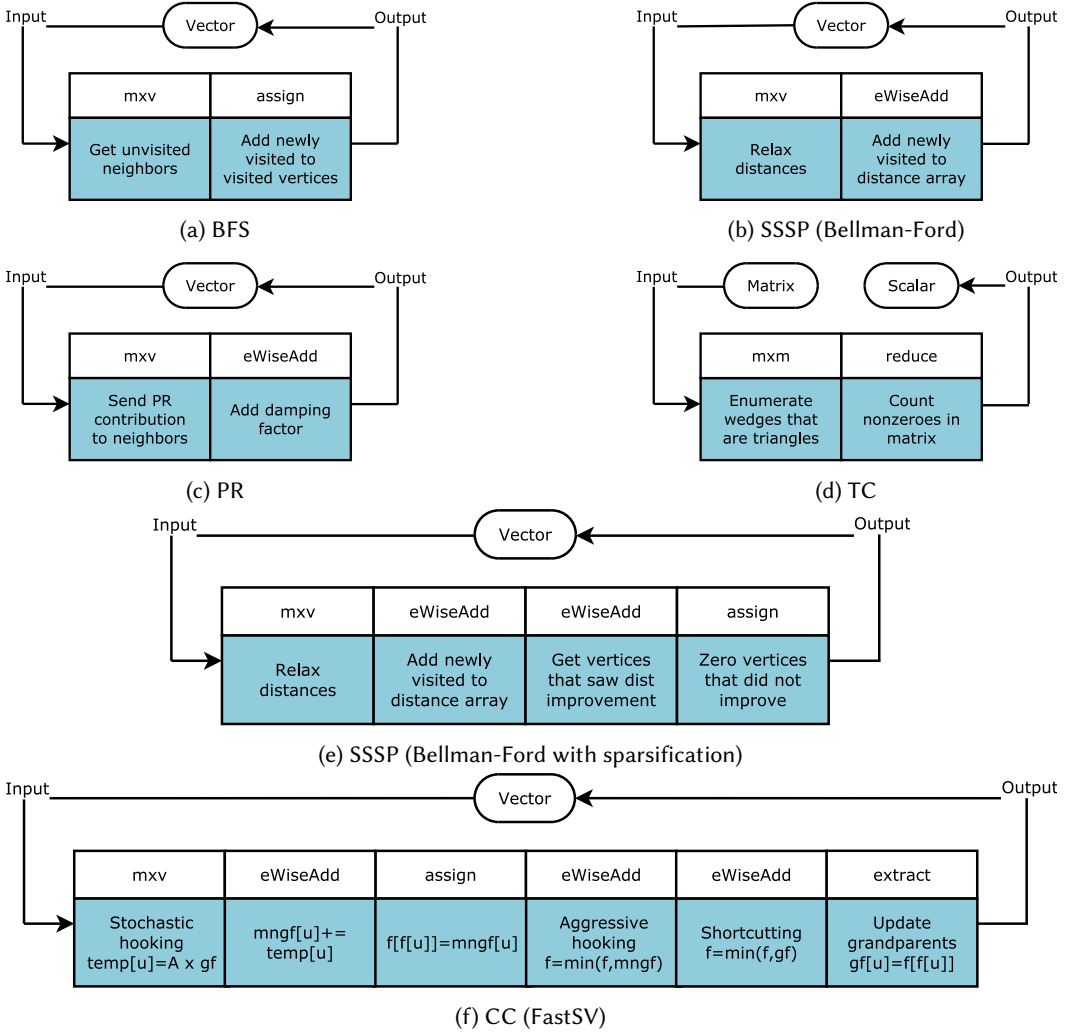 Input
Vector
Output
mxv
assign
Get unvisited
neighbors
Add newly
visited to
visited vertices
(a) BFS
Input
Vector
Output
mxv
eWiseAdd
Relax
distances
Add newly
visited to
distance array
(b) SSSP (Bellman-Ford)
Input
Vector
Output
mxv
eWiseAdd
Send PR
contribution
to neighbors
Add damping
factor
(c) PR
Input
Matrix
Scalar
Output
mxm
reduce
Enumerate
wedges that
are triangles
Count
nonzeroes in
matrix
(d) TC
Input
Vector
Output
mxv
eWiseAdd
eWiseAdd
assign
Relax
distances
Add newly
visited to
distance array
Get vertices
that saw dist
improvement
Zero vertices
that did not
improve
(e) SSSP (Bellman-Ford with sparsification)
Input
Vector
Output
mxv
eWiseAdd
assign
eWiseAdd
eWiseAdd
extract
Stochastic
hooking
temp[u]=A x gf
mngf[u]+=
temp[u]
f[f[u]]=mngf[u]
Aggressive
hooking
f=min(f,mngf)
Shortcutting
f=min(f,gf)
Update
grandparents
gf[u]=f[f[u]]
(f) CC (FastSV)